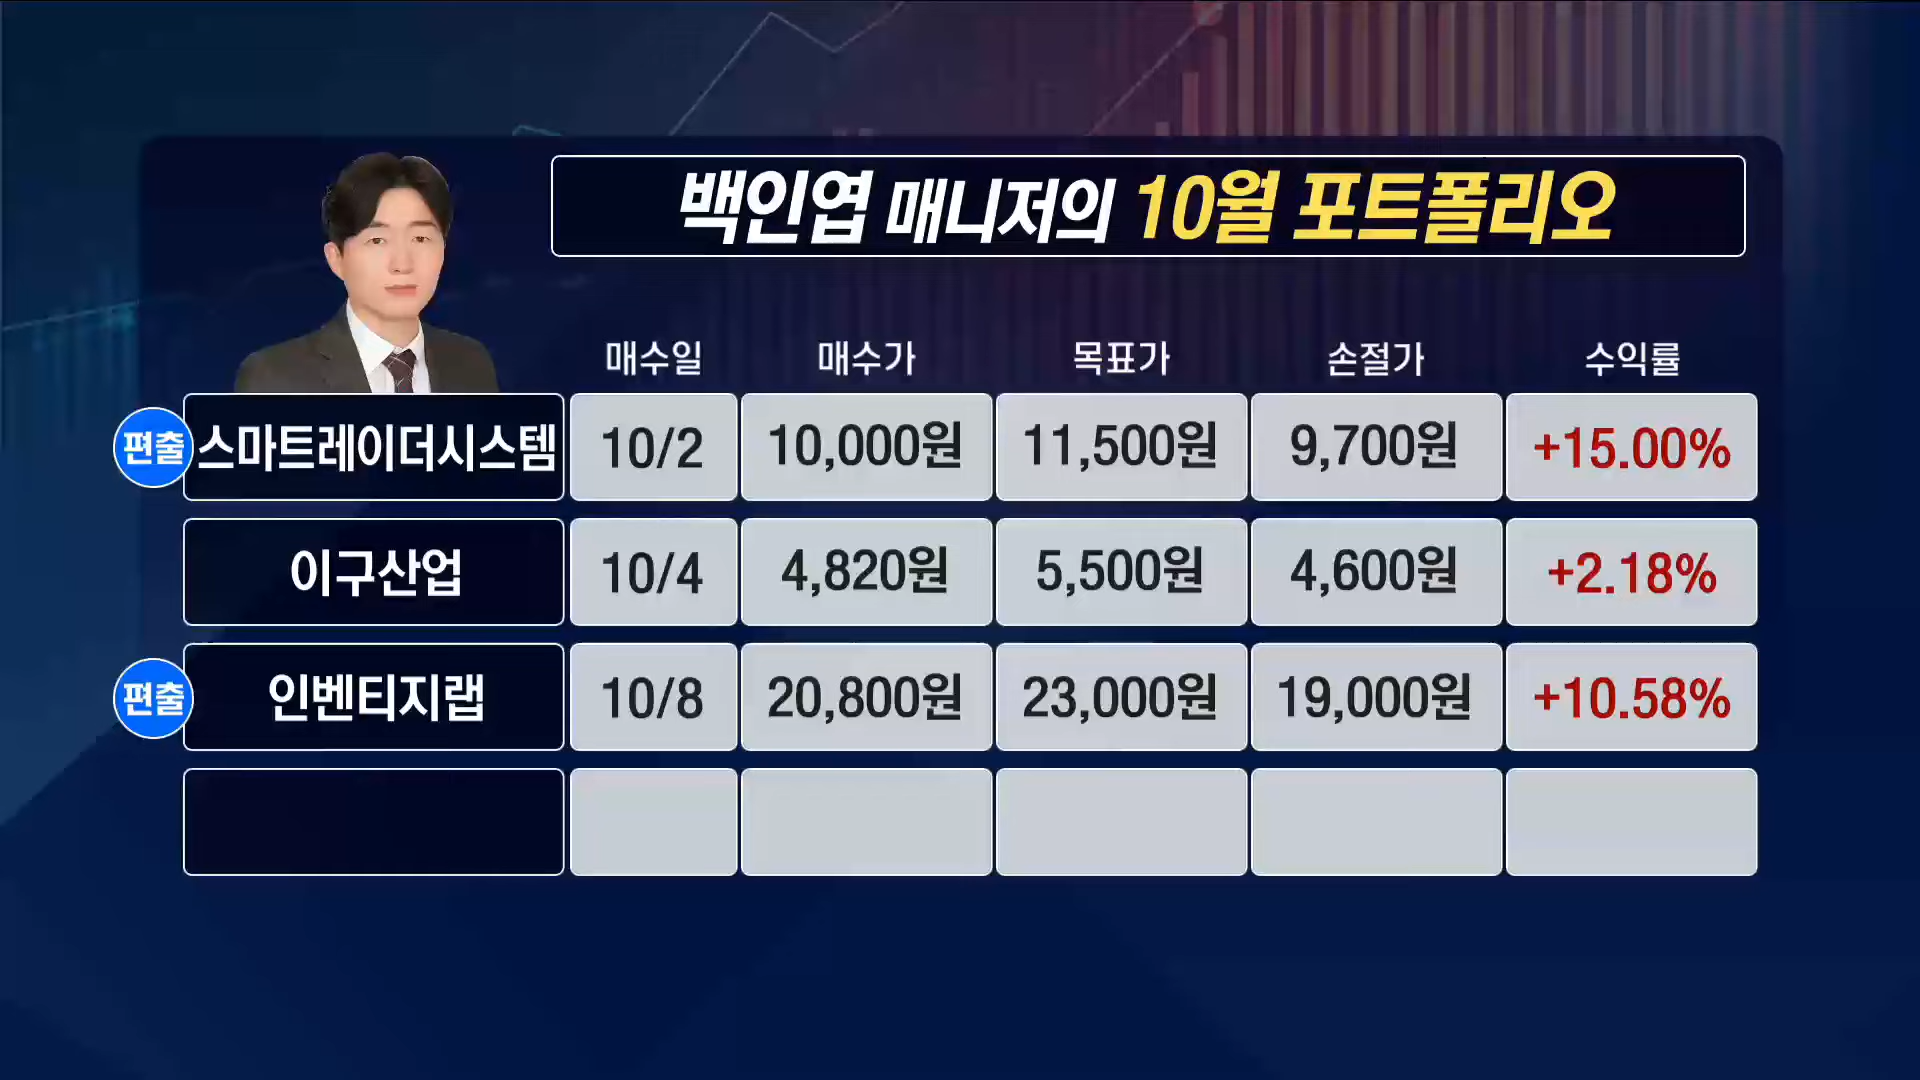 백인엽 매니저의 10월 포트폴리오
매수일 매수가 목표가 손절가 수익률
편출 스마트레이더시스템 10/2 10,000원 11,500원 9,700원 +15.00%
이구산업 10/4 4,820원 5,500원 4,600원 +2.18%
편출 인벤티지랩 10/8 20,800원 23,000원 19,000원 +10.58%